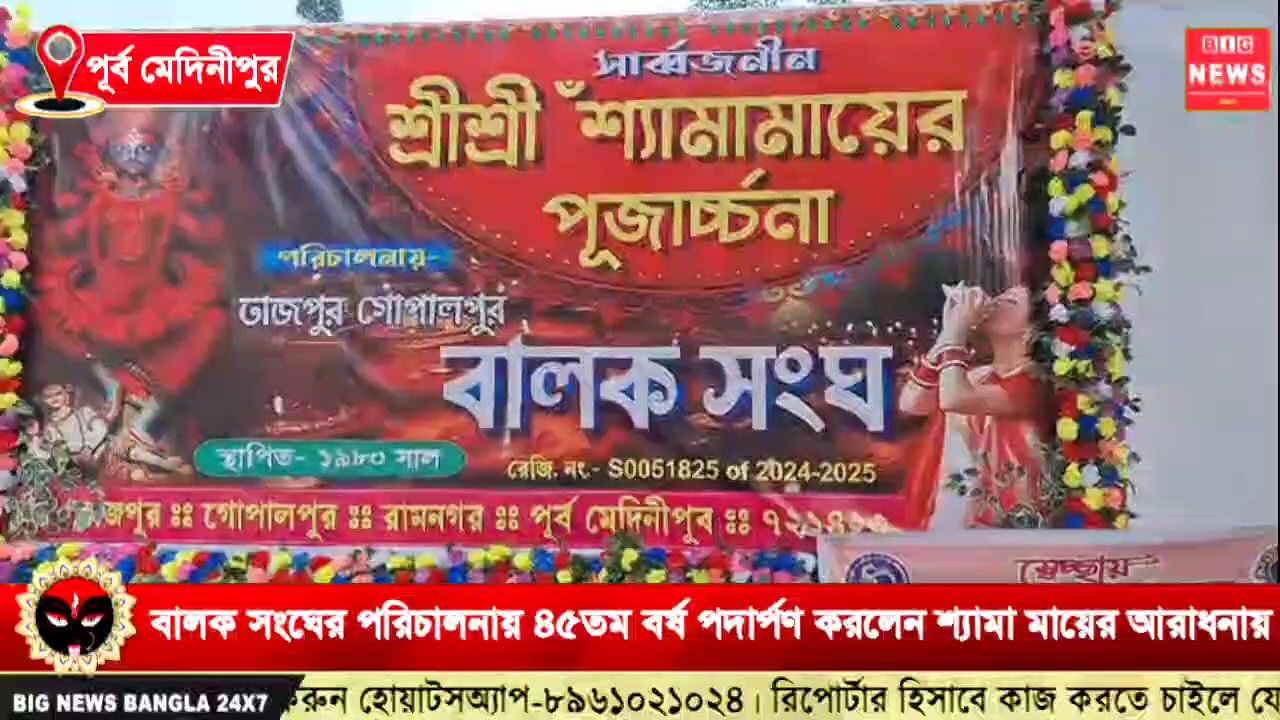 পূর্ব মেদিনীপুর
BIG
NEWS
সার্ব্বজনীন
শ্রীশ্রী ঁশ্যামামায়ের
পূজার্চ্চনা
পরিচালনায়-
তাজপুর গোপালপুর
বালক সংঘ
স্থাপিত- ১৯৮০ সাল
রেজি. নং.- S0051825 of 2024-2025
গোপালপুর ঃঃ রামনগর ঃঃ পূর্ব মেদিনীপুর ঃঃ
স্বেচ্ছায়
বালক সংঘের পরিচালনায় ৪৫তম বর্ষ পদার্পণ করলেন শ্যামা মায়ের আরাধনায়
BIG NEWS BANGLA 24X7
করুন হোয়াটসঅ্যাপ-৮৯৬১০২১০২৪। রিপোর্টার হিসাবে কাজ করতে চাইলে যো